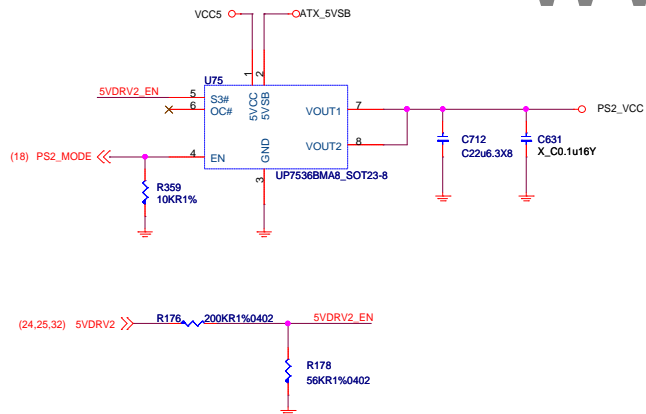 VCC5
ATX_5VSB
U75
1
2
5VDRV2_EN
5
S3#
6
OC#
5VCC
5VSB
VOUT1
7
PS2_VCC
VOUT2
8
(18) PS2_MODE
4
EN
GND
3
UP7536BMA8_SOT23-8
C712
C22u6.3X8
C631
X_C0.1u16Y
R359
10KR1%
(24,25,32) 5VDRV2
R176
200KR1%0402
5VDRV2_EN
R178
56KR1%0402